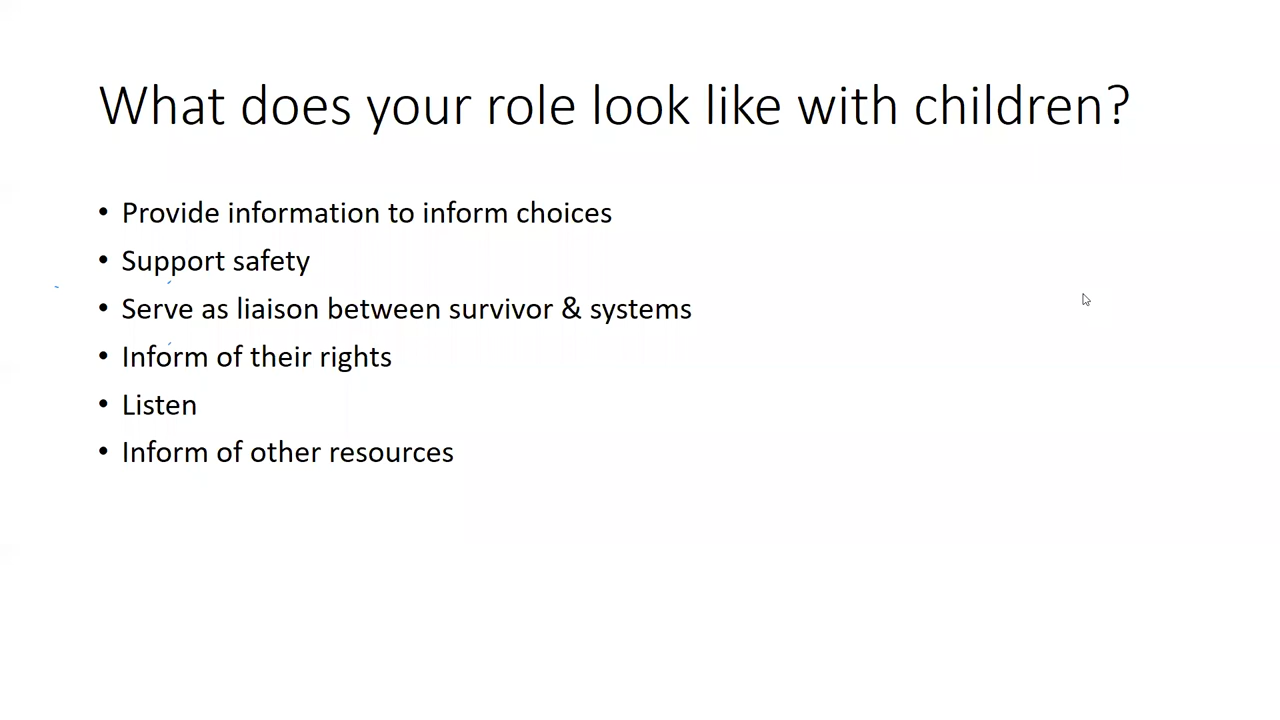 What does your role look like with children?
• Provide information to inform choices
• Support safety
• Serve as liaison between survivor & systems
• Inform of their rights
• Listen
• Inform of other resources